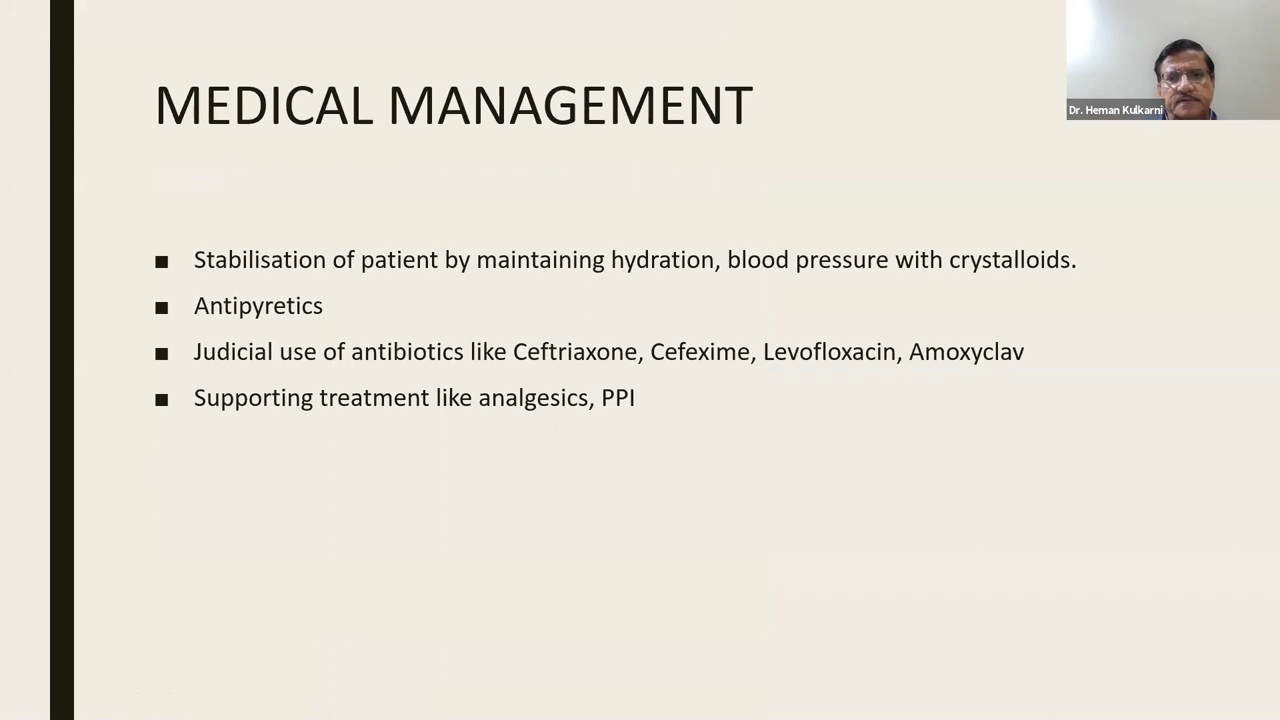 MEDICAL MANAGEMENT
Dr. Heman Kulkarni
■ Stabilisation of patient by maintaining hydration, blood pressure with crystalloids.
■ Antipyretics
■ Judicial use of antibiotics like Ceftriaxone, Cefexime, Levofloxacin, Amoxyclav
■ Supporting treatment like analgesics, PPI